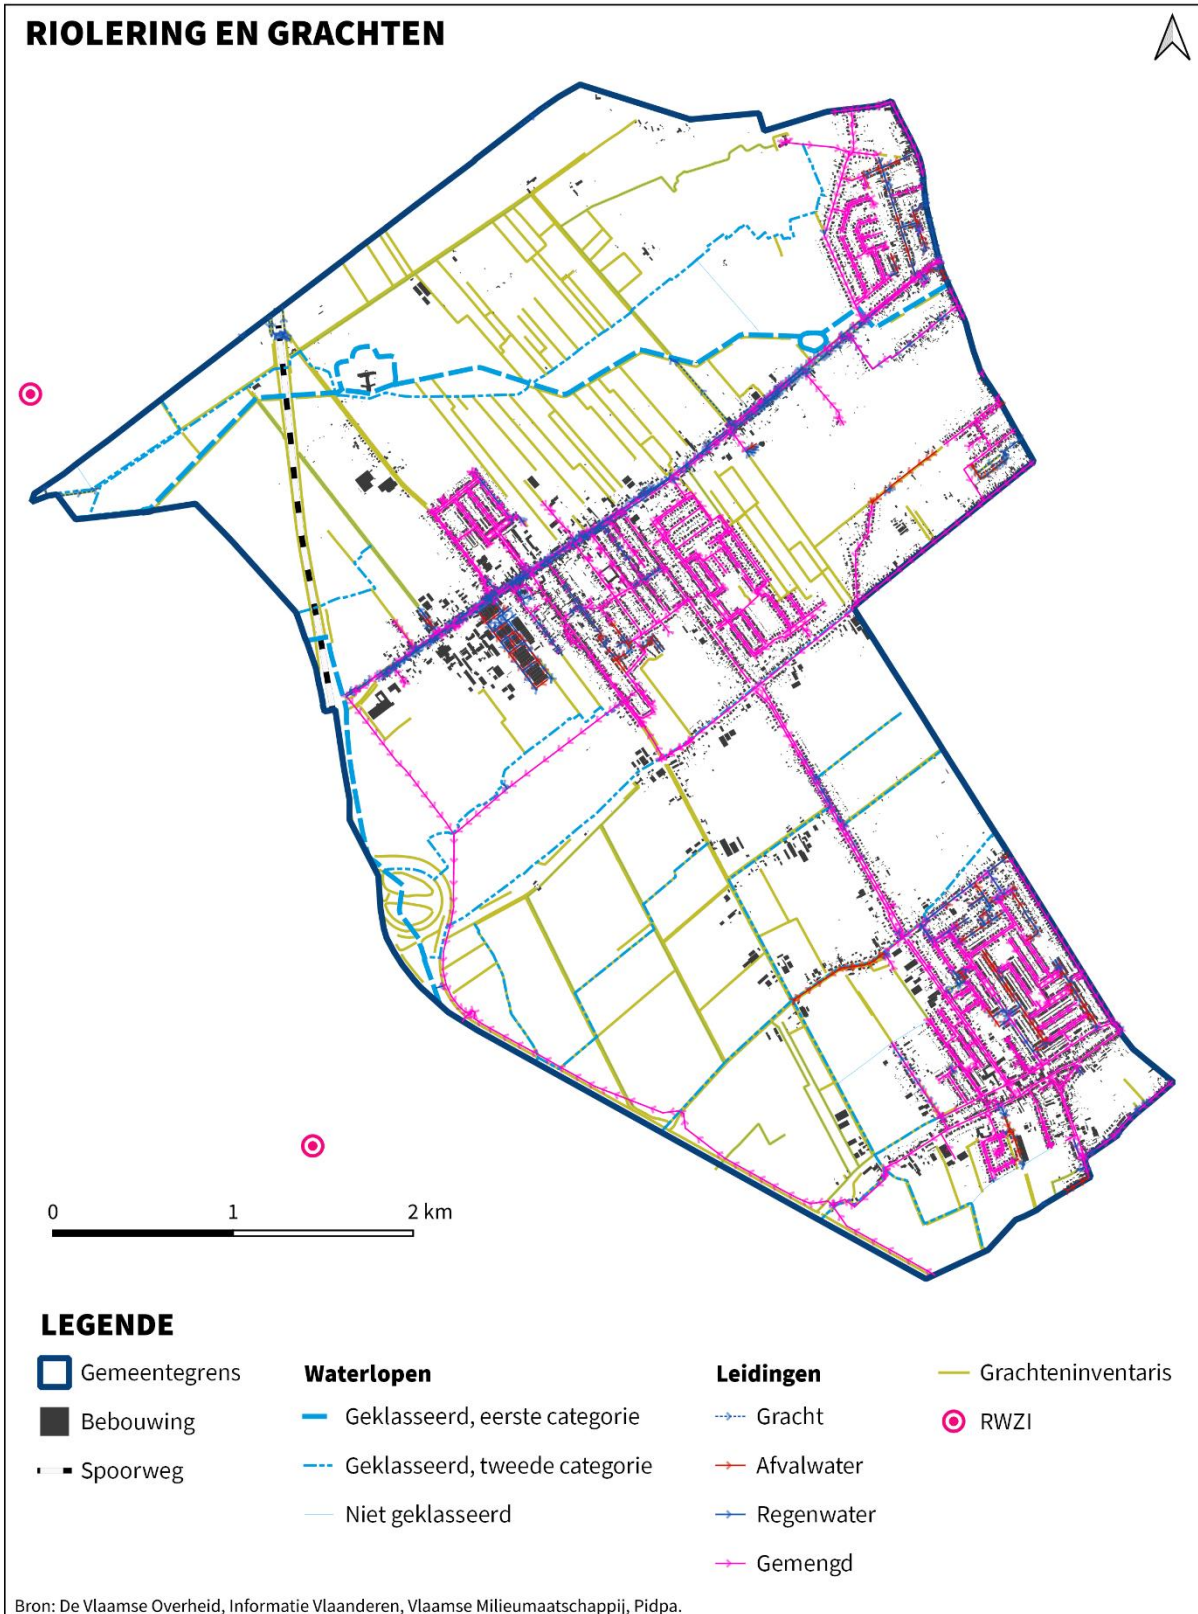 RIOLERING EN GRACHTEN
0 1 2 km
LEGENDE
Gemeentegrens
Bebouwing
Spoorweg
Waterlopen
Geklasseerd, eerste categorie
Geklasseerd, tweede categorie
Niet geklasseerd
Leidingen
Gracht
Afvalwater
Regenwater
Gemengd
Grachteninventaris
RWZI
Bron: De Vlaamse Overheid, Informatie Vlaanderen, Vlaamse Milieumaatschappij, Pidpa.